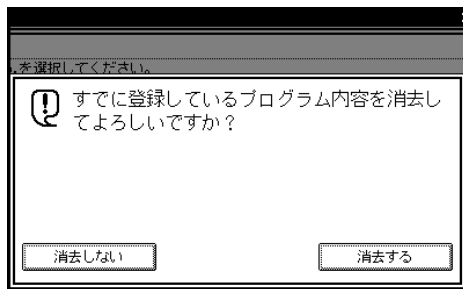 を選択してください。
すでに登録しているプログラム内容を消去し
てよろしいですか？
消去しない
消去する